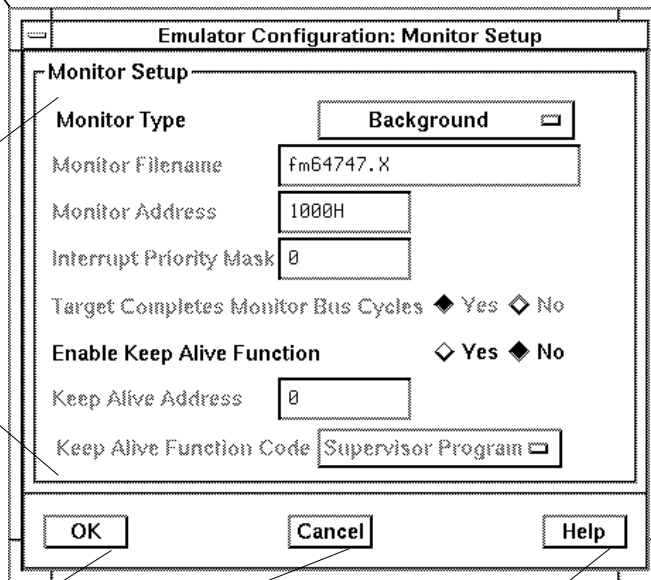 Emulator Configuration: Monitor Setup
Monitor Setup
Monitor Type Background
Monitor Filename fm64747.X
Monitor Address 1000H
Interrupt Priority Mask 0
Target Completes Monitor Bus Cycles Yes No
Enable Keep Alive Function Yes No
Keep Alive Address 0
Keep Alive Function Code Supervisor Program
OK Cancel Help